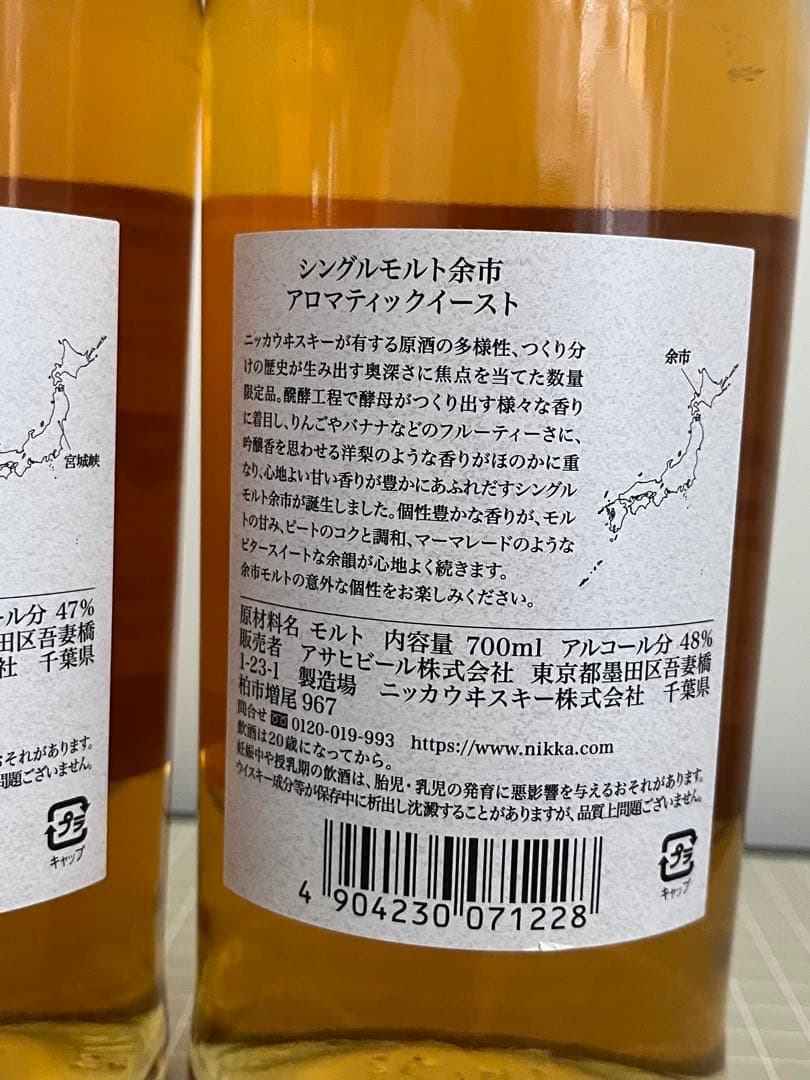 シングルモルト余市
アロマティックイースト
ニッカウヰスキーが有する原酒の多様性、つくり分
けの歴史が生み出す奥深さに焦点を当てた数量
限定品。醗酵工程で酵母がつくり出す様々な香り
に着目し、りんごやバナナなどのフルーティーさに、
吟醸香を思わせる洋梨のような香りがほのかに重
なり、心地よい甘い香りが豊かにあふれだすシングル
モルト余市が誕生しました。個性豊かな香りが、モル
トの甘み、ピートのコクと調和、マーマレードのような
ビタースイートな余韻が心地よく続きます。
余市モルトの意外な個性をお楽しみください。
余市
原材料名 モルト 内容量 700ml アルコール分 48%
販売者 アサヒビール株式会社 東京都墨田区吾妻橋
1-23-1 製造場 ニッカウヰスキー株式会社 千葉県
柏市増尾 967
問合せ 0120-019-993 https://www.nikka.com
飲酒は20歳になってから。
妊娠中や授乳期の飲酒は、胎児・乳児の発育に悪影響を与えるおそれがあります。
ウイスキー成分等が保存中に析出し沈澱することがありますが、品質上問題ございません。
4 904230 071228
プラ
キャップ
宮城峡
ール分 47%
田区吾妻橋
社 千葉県
おそれがあります。
問題ございません。
プラ
キャップ